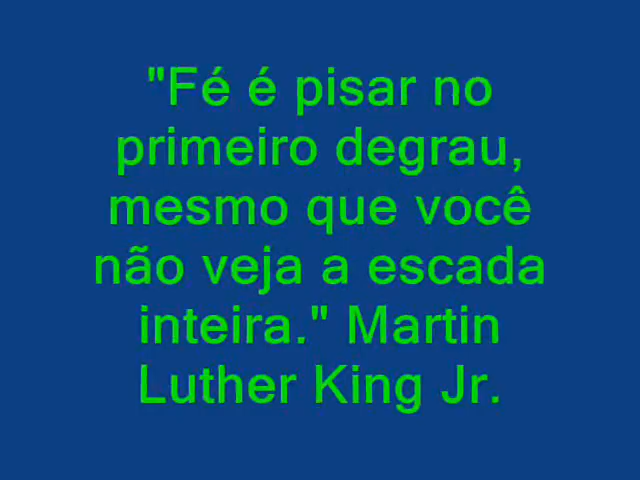 "Fé é pisar no
primeiro degrau,
mesmo que você
não veja a escada
inteira." Martin
Luther King Jr.